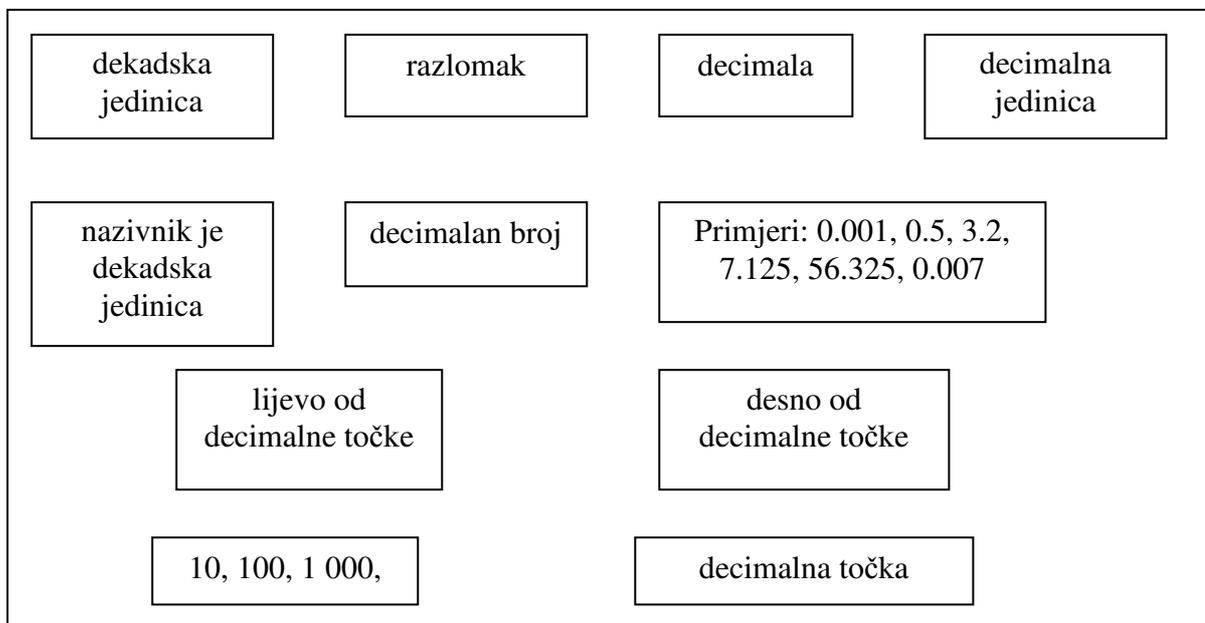 dekadska
jedinica
razlomak
decimala
decimalna
jedinica
nazivnik je
dekadska
jedinica
decimalan broj
Primjeri: 0.001, 0.5, 3.2,
7.125, 56.325, 0.007
lijevo od
decimalne točke
desno od
decimalne točke
10, 100, 1 000,
decimalna točka